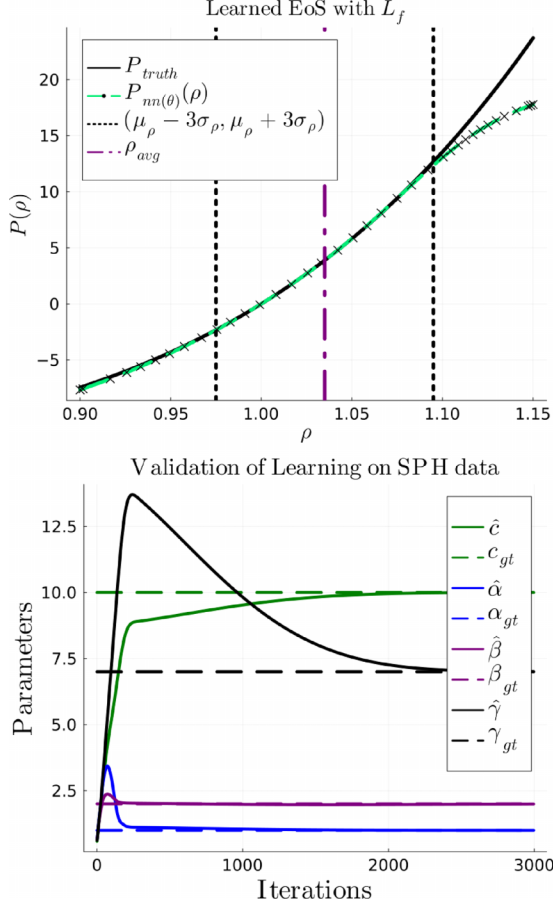 Learned EoS with L_f
P(ρ)
20
15
10
5
0
−5
P_truth
P_nn(θ)(ρ)
(μ_ρ − 3σ_ρ, μ_ρ + 3σ_ρ)
ρ_avg
0.90 0.95 1.00 1.05 1.10 1.15
ρ
Validation of Learning on SPH data
Parameters
12.5
10.0
7.5
5.0
2.5
ĉ
c_gt
α̂
α_gt
β̂
β_gt
γ̂
γ_gt
0 1000 2000 3000
Iterations